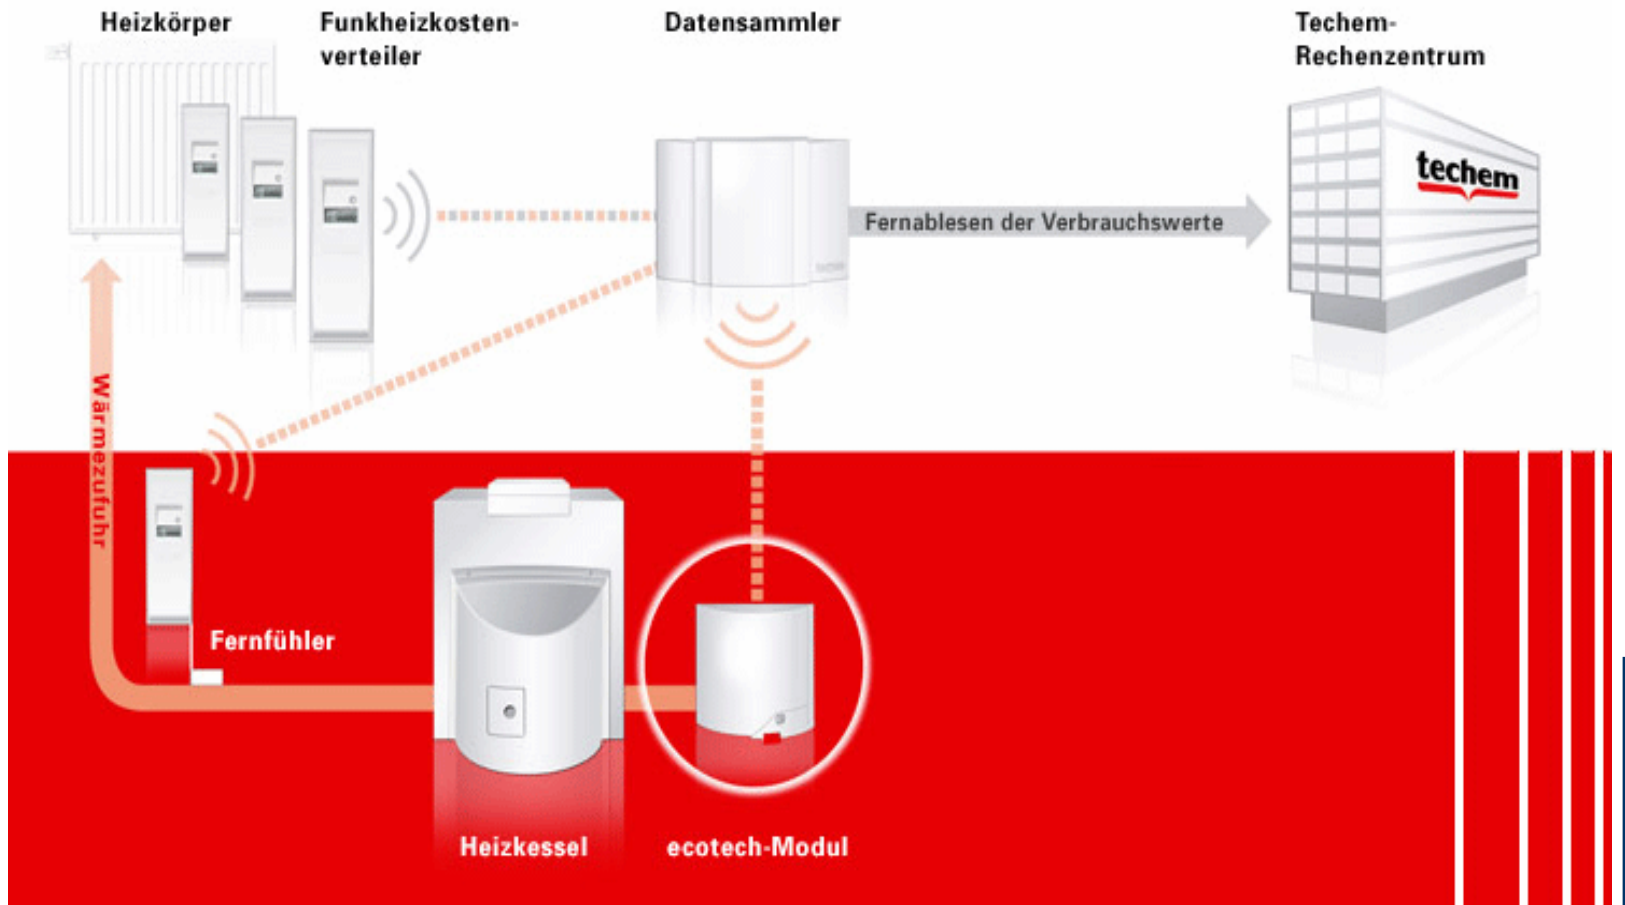 Heizkörper
Funkheizkosten-
verteiler
Datensammler
Techem-
Rechenzentrum
techem
Fernablesen der Verbrauchswerte
Wärmezufuhr
Fernfühler
Heizkessel
ecotech-Modul